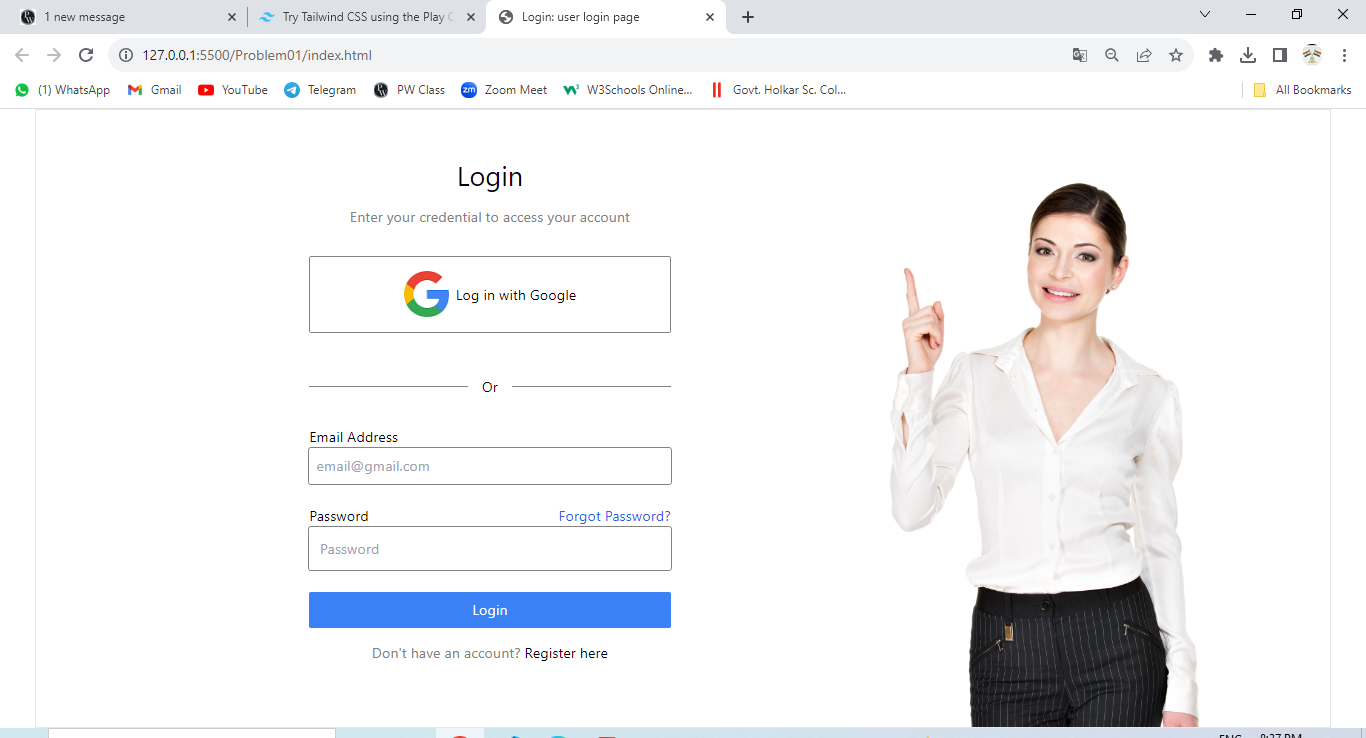 1 new message
Try Tailwind CSS using the Play
Login: user login page
127.0.0.1:5500/Problem01/index.html
(1) WhatsApp
Gmail
YouTube
Telegram
PW Class
zm Zoom Meet
W3Schools Online...
Govt. Holkar Sc. Col...
All Bookmarks
Login
Enter your credential to access your account
Log in with Google
Or
Email Address
email@gmail.com
Password Forgot Password?
Password
Login
Don't have an account? Register here